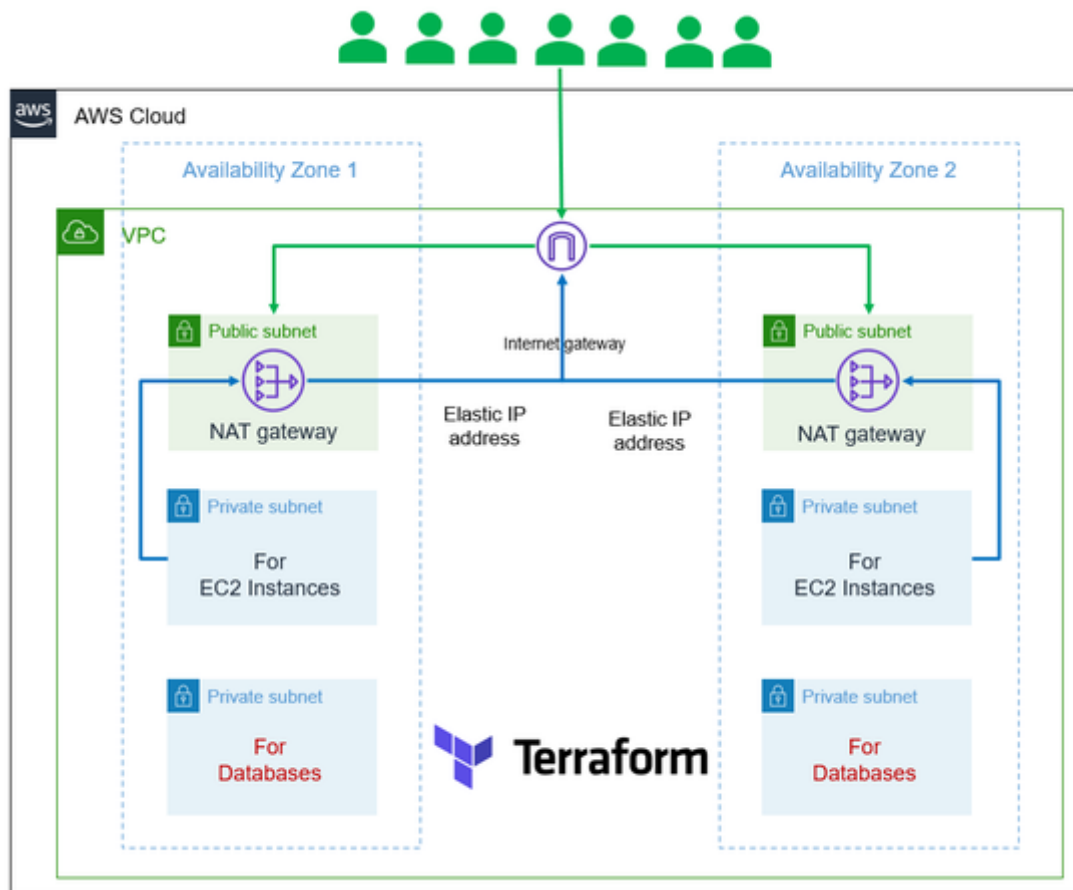 aws
AWS Cloud
Availability Zone 1
Availability Zone 2
VPC
Public subnet
Public subnet
Internet gateway
NAT gateway
Elastic IP
address
Elastic IP
address
NAT gateway
Private subnet
For
EC2 Instances
Private subnet
For
EC2 Instances
Private subnet
For
Databases
Terraform
Private subnet
For
Databases